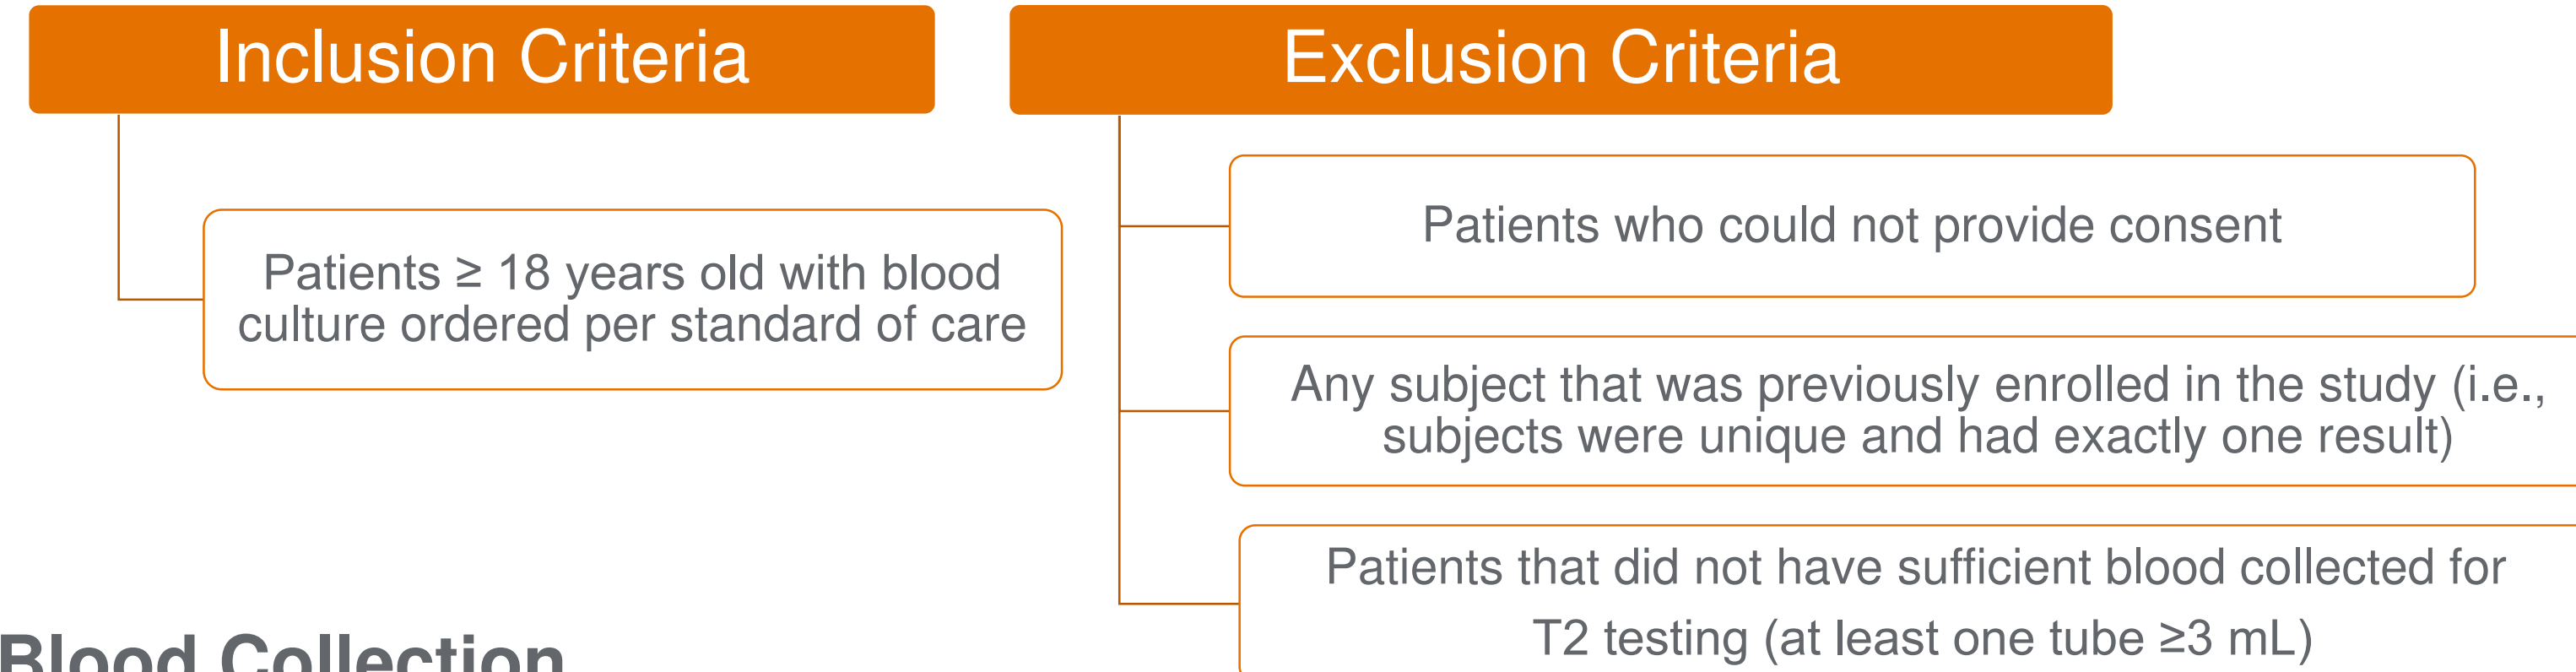 Inclusion Criteria
Patients ≥ 18 years old with blood
culture ordered per standard of care
Exclusion Criteria
Patients who could not provide consent
Any subject that was previously enrolled in the study (i.e.,
subjects were unique and had exactly one result)
Patients that did not have sufficient blood collected for
T2 testing (at least one tube ≥3 mL)
Blood Collection